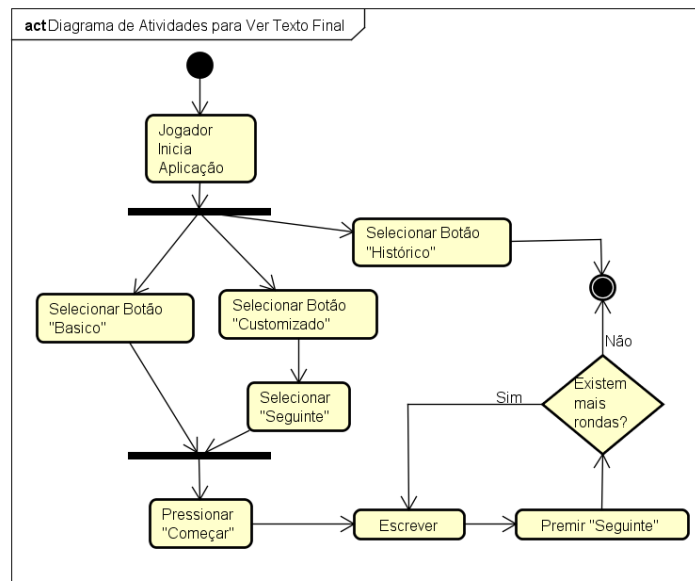 act Diagrama de Atividades para Ver Texto Final
Jogador
Inicia
Aplicação
Selecionar Botão
"Histórico"
Selecionar Botão
"Basico"
Selecionar Botão
"Customizado"
Não
Existem
mais
rondas?
Sim
Selecionar
"Seguinte"
Pressionar
"Começar"
Escrever
Premir "Seguinte"